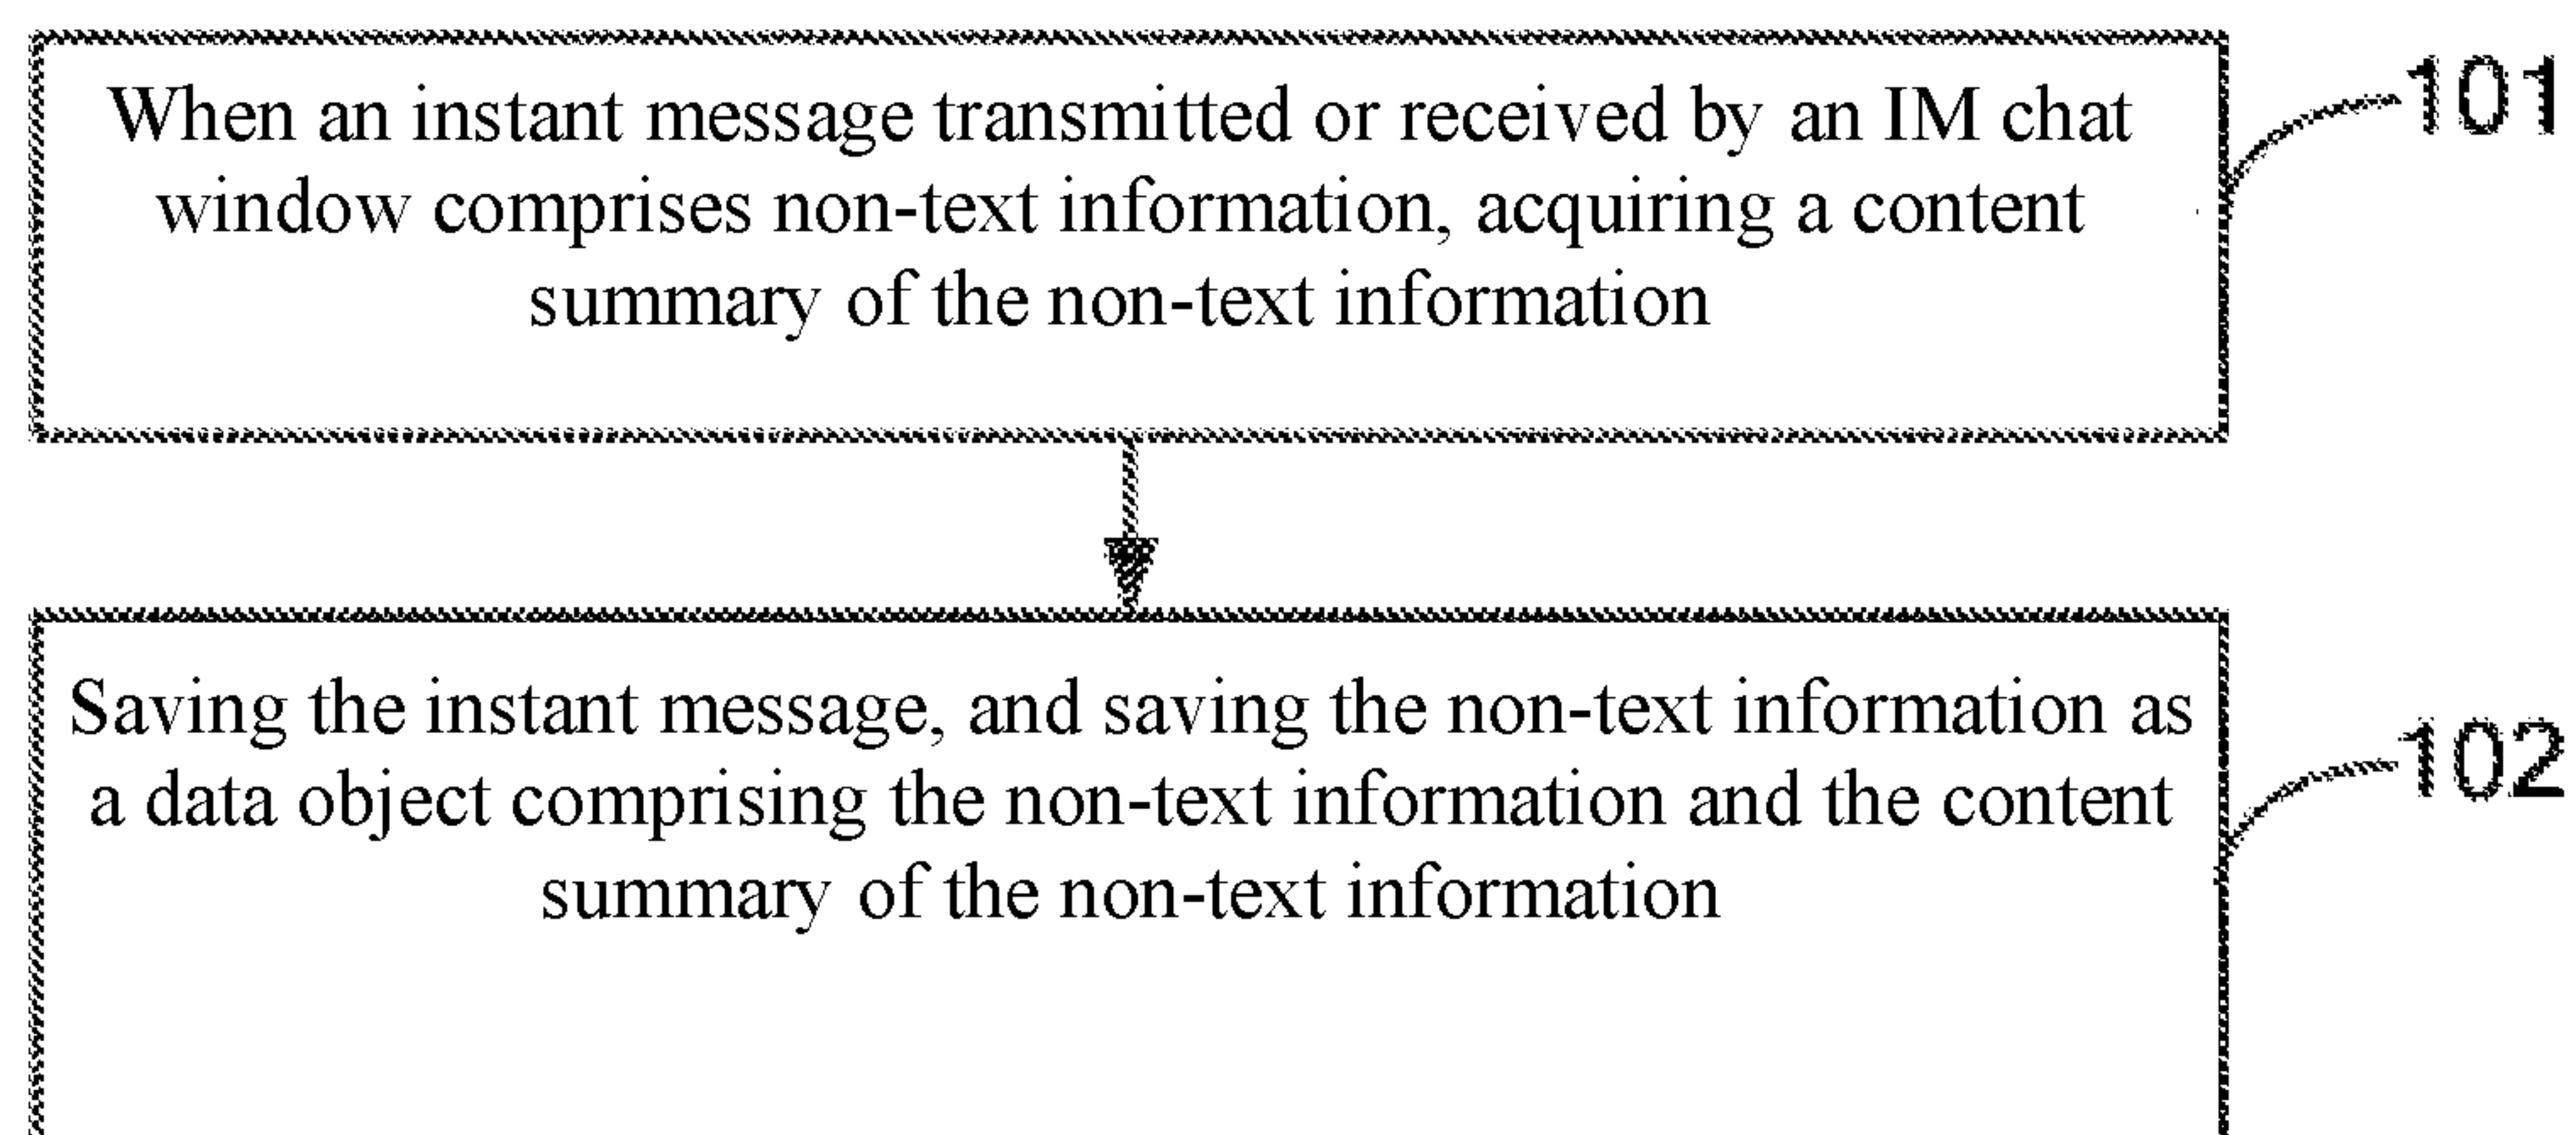 When an instant message transmitted or received by an IM chat
window comprises non-text information, acquiring a content
summary of the non-text information
101
Saving the instant message, and saving the non-text information as
a data object comprising the non-text information and the content
summary of the non-text information
102